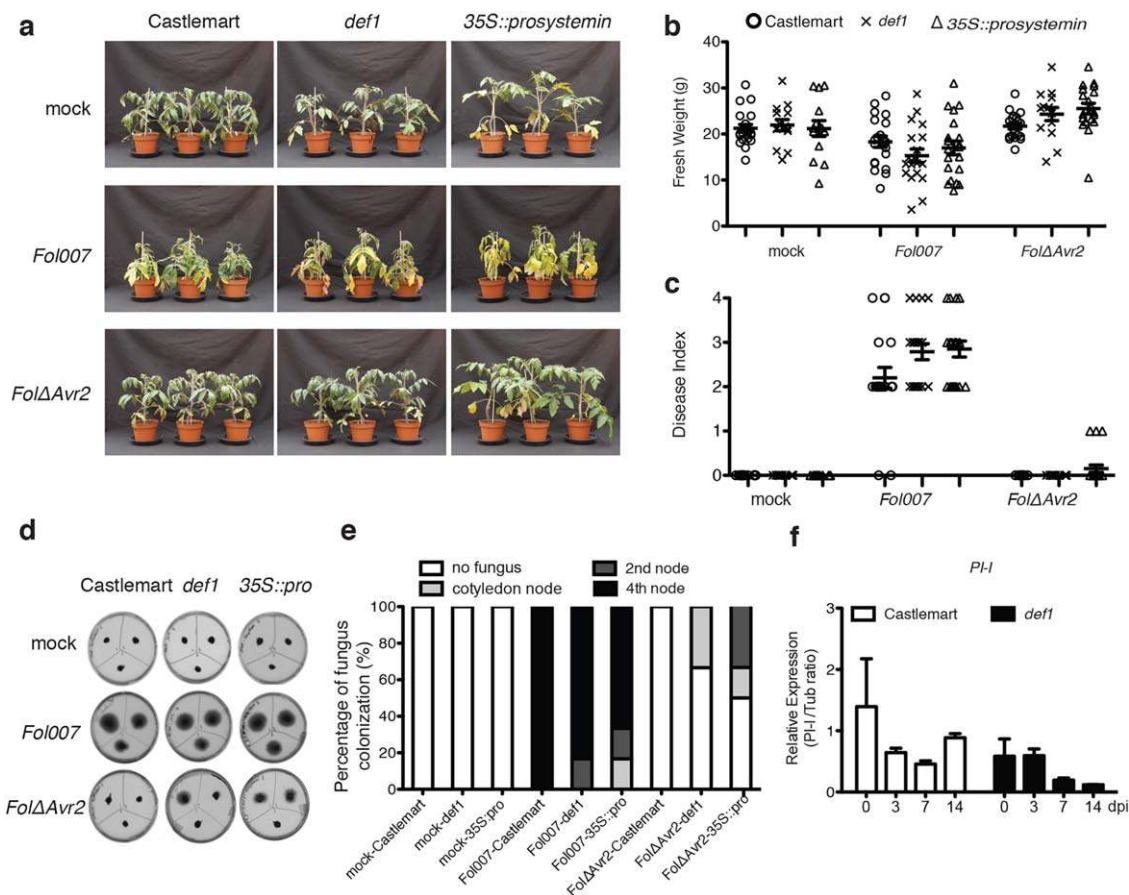 a
Castlemart def1 35S::prosystemin
mock
Fol007
FolΔAvr2
b
Castlemart def1 35S::prosystemin
Fresh Weight (g)
40
30
20
10
0
mock Fol007 FolΔAvr2
c
Disease Index
4
3
2
1
0
mock Fol007 FolΔAvr2
d
Castlemart def1 35S::pro
mock
Fol007
FolΔAvr2
e
no fungus 2nd node
cotyledon node 4th node
Percentage of fungus
colonization (%)
100
80
60
40
20
0
mock-Castlemart
mock-def1
mock-35S::pro
Fol007-Castlemart
Fol007-def1
Fol007-35S::pro
FolΔAvr2-Castlemart
FolΔAvr2-def1
FolΔAvr2-35S::pro
f
PI-I
Castlemart def1
Relative Expression
(PI-I /Tub ratio)
3
2
1
0
0 3 7 14 0 3 7 14 dpi